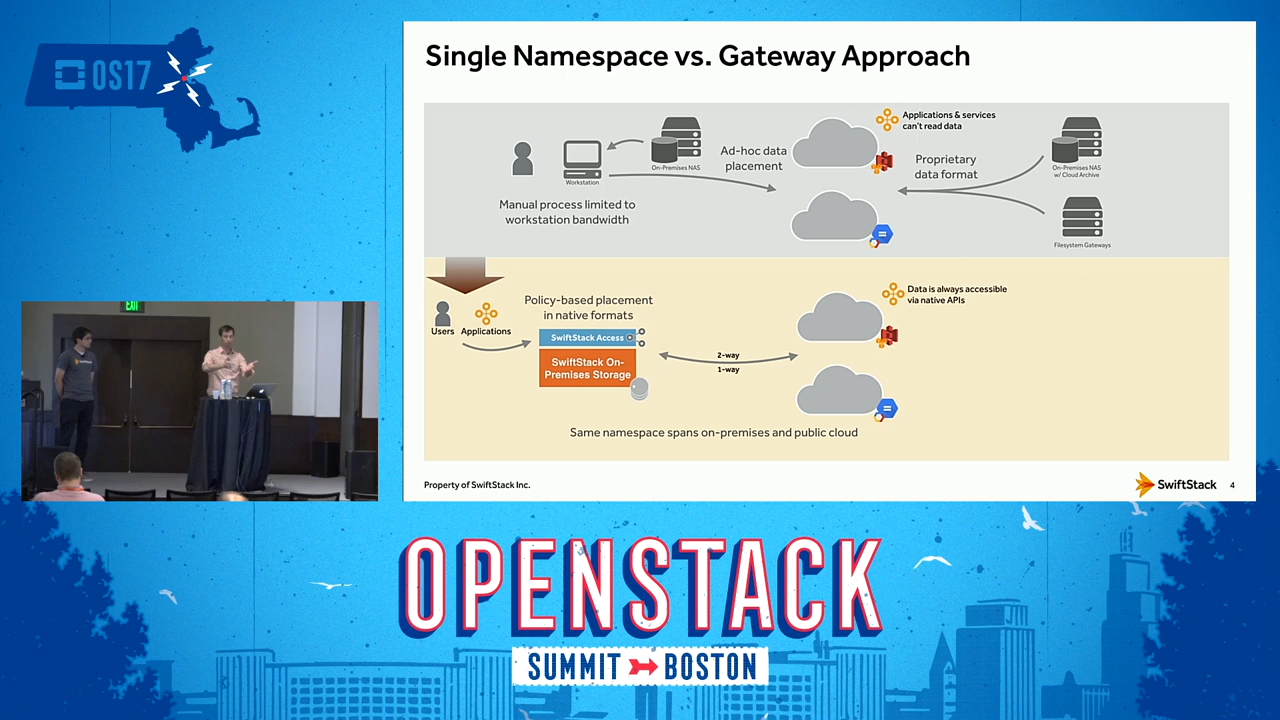 OS17
Single Namespace vs. Gateway Approach
Applications & services
can't read data
On-Premises NAS
Workstation
Ad-hoc data
placement
Proprietary
data format
On-Premises NAS
w/ Cloud Archive
Manual process limited to
workstation bandwidth
Filesystem Gateways
Users
Applications
Policy-based placement
in native formats
SwiftStack Access
SwiftStack On-
Premises Storage
2-way
1-way
Data is always accessible
via native APIs
Same namespace spans on-premises and public cloud
Property of SwiftStack Inc.
SwiftStack
4
EXIT
OPENSTACK
SUMMIT BOSTON